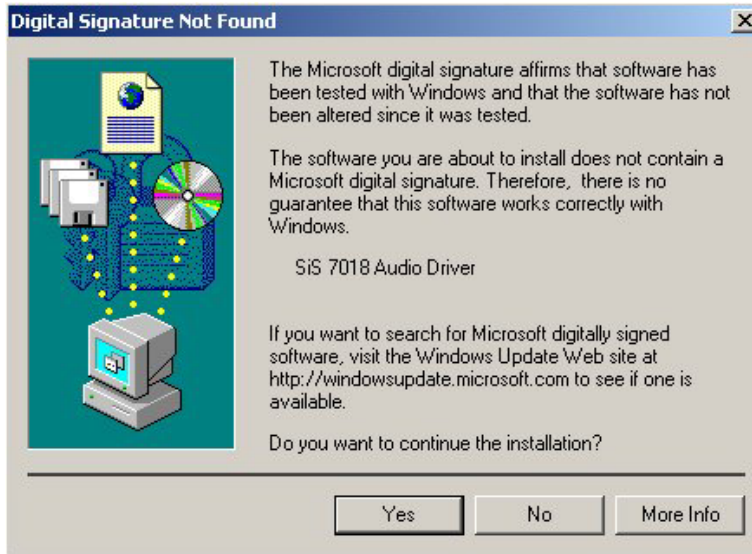 Digital Signature Not Found
The Microsoft digital signature affirms that software has
been tested with Windows and that the software has not
been altered since it was tested.
The software you are about to install does not contain a
Microsoft digital signature. Therefore,  there is no
guarantee that this software works correctly with
Windows.
SiS 7018 Audio Driver
If you want to search for Microsoft digitally signed
software, visit the Windows Update Web site at
http://windowsupdate.microsoft.com to see if one is
available.
Do you want to continue the installation?
Yes No More Info